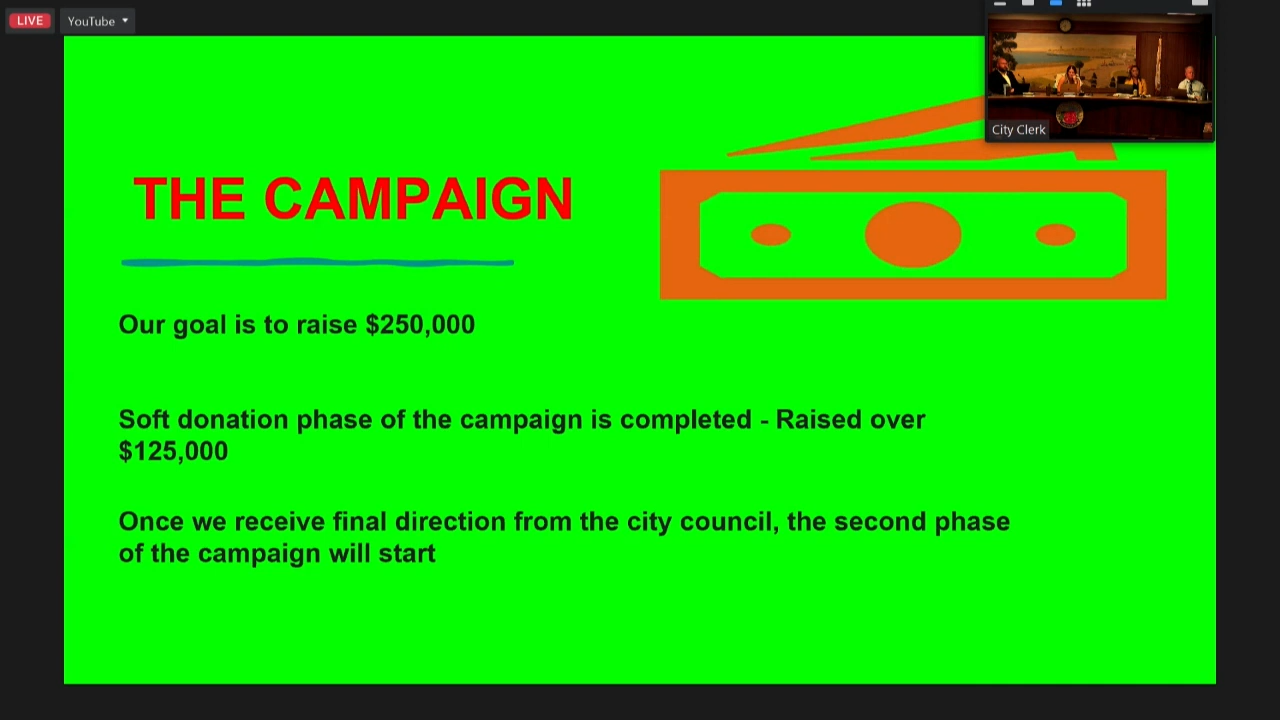 LIVE
YouTube
City Clerk
THE CAMPAIGN
Our goal is to raise $250,000
Soft donation phase of the campaign is completed - Raised over
$125,000
Once we receive final direction from the city council, the second phase
of the campaign will start